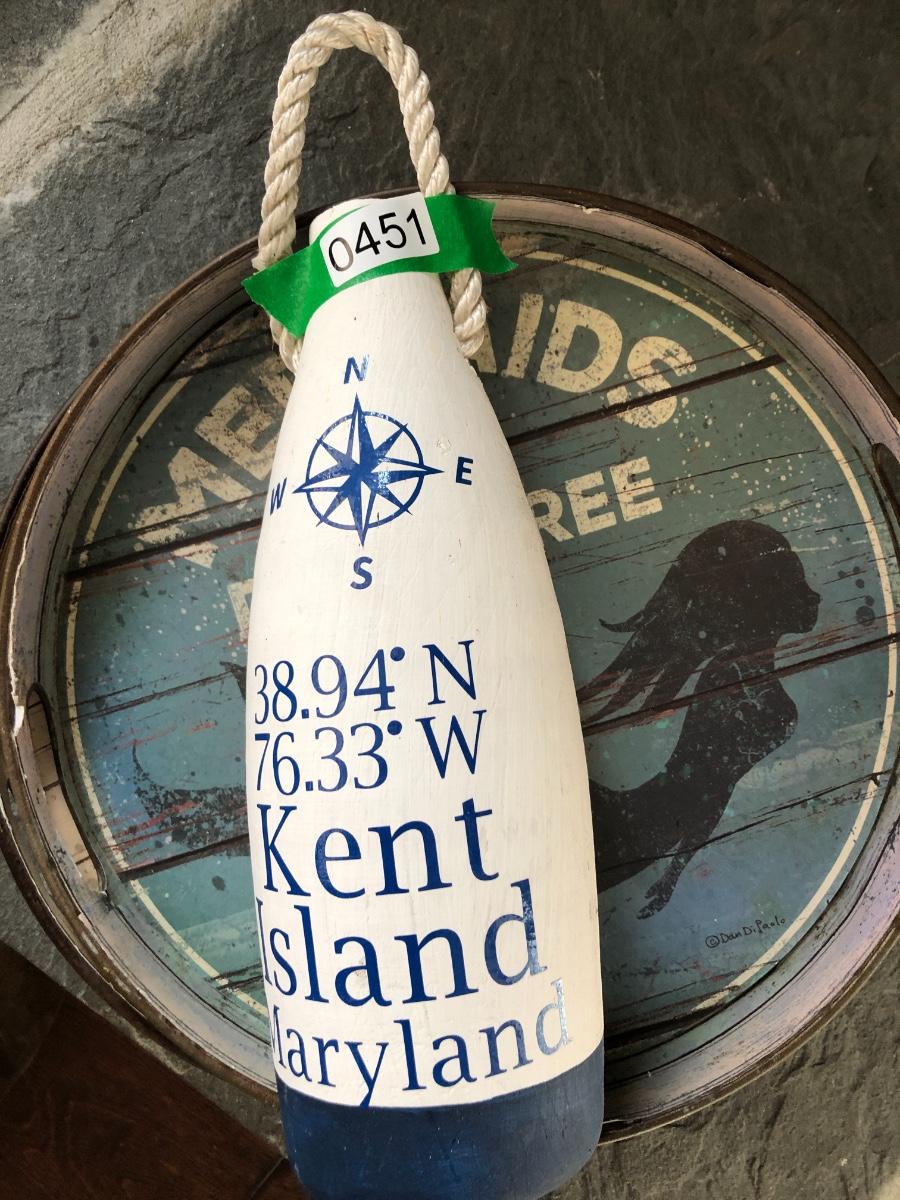 0451
N
W E
S
38.94° N
76.33° W
Kent
Island
Maryland
AIDS
REE
©Dan DiPaolo